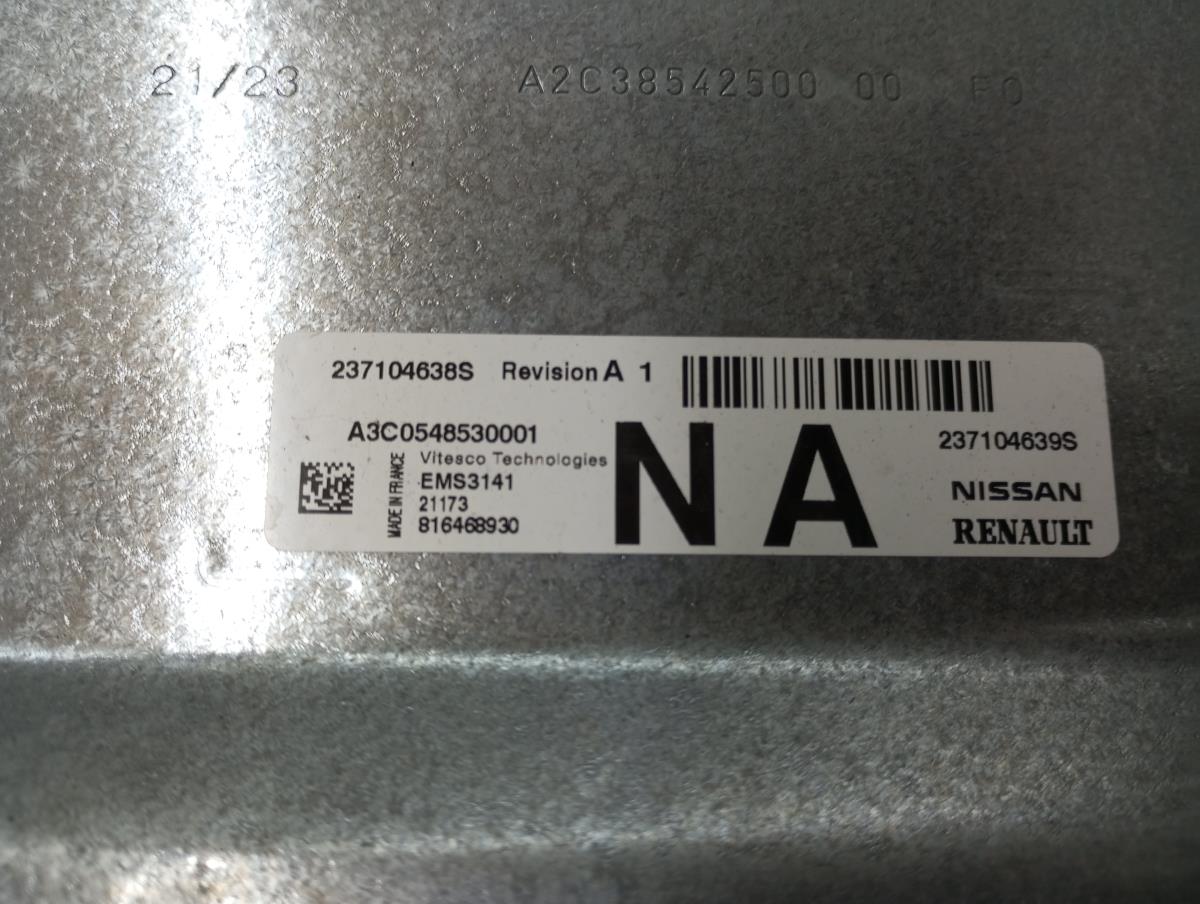 21/23 A2C38542500 00 F0
237104638S Revision A 1
A3C0548530001
237104639S
Vitesco Technologies
EMS3141
21173
816468930
MADE IN FRANCE
N A
NISSAN
RENAULT